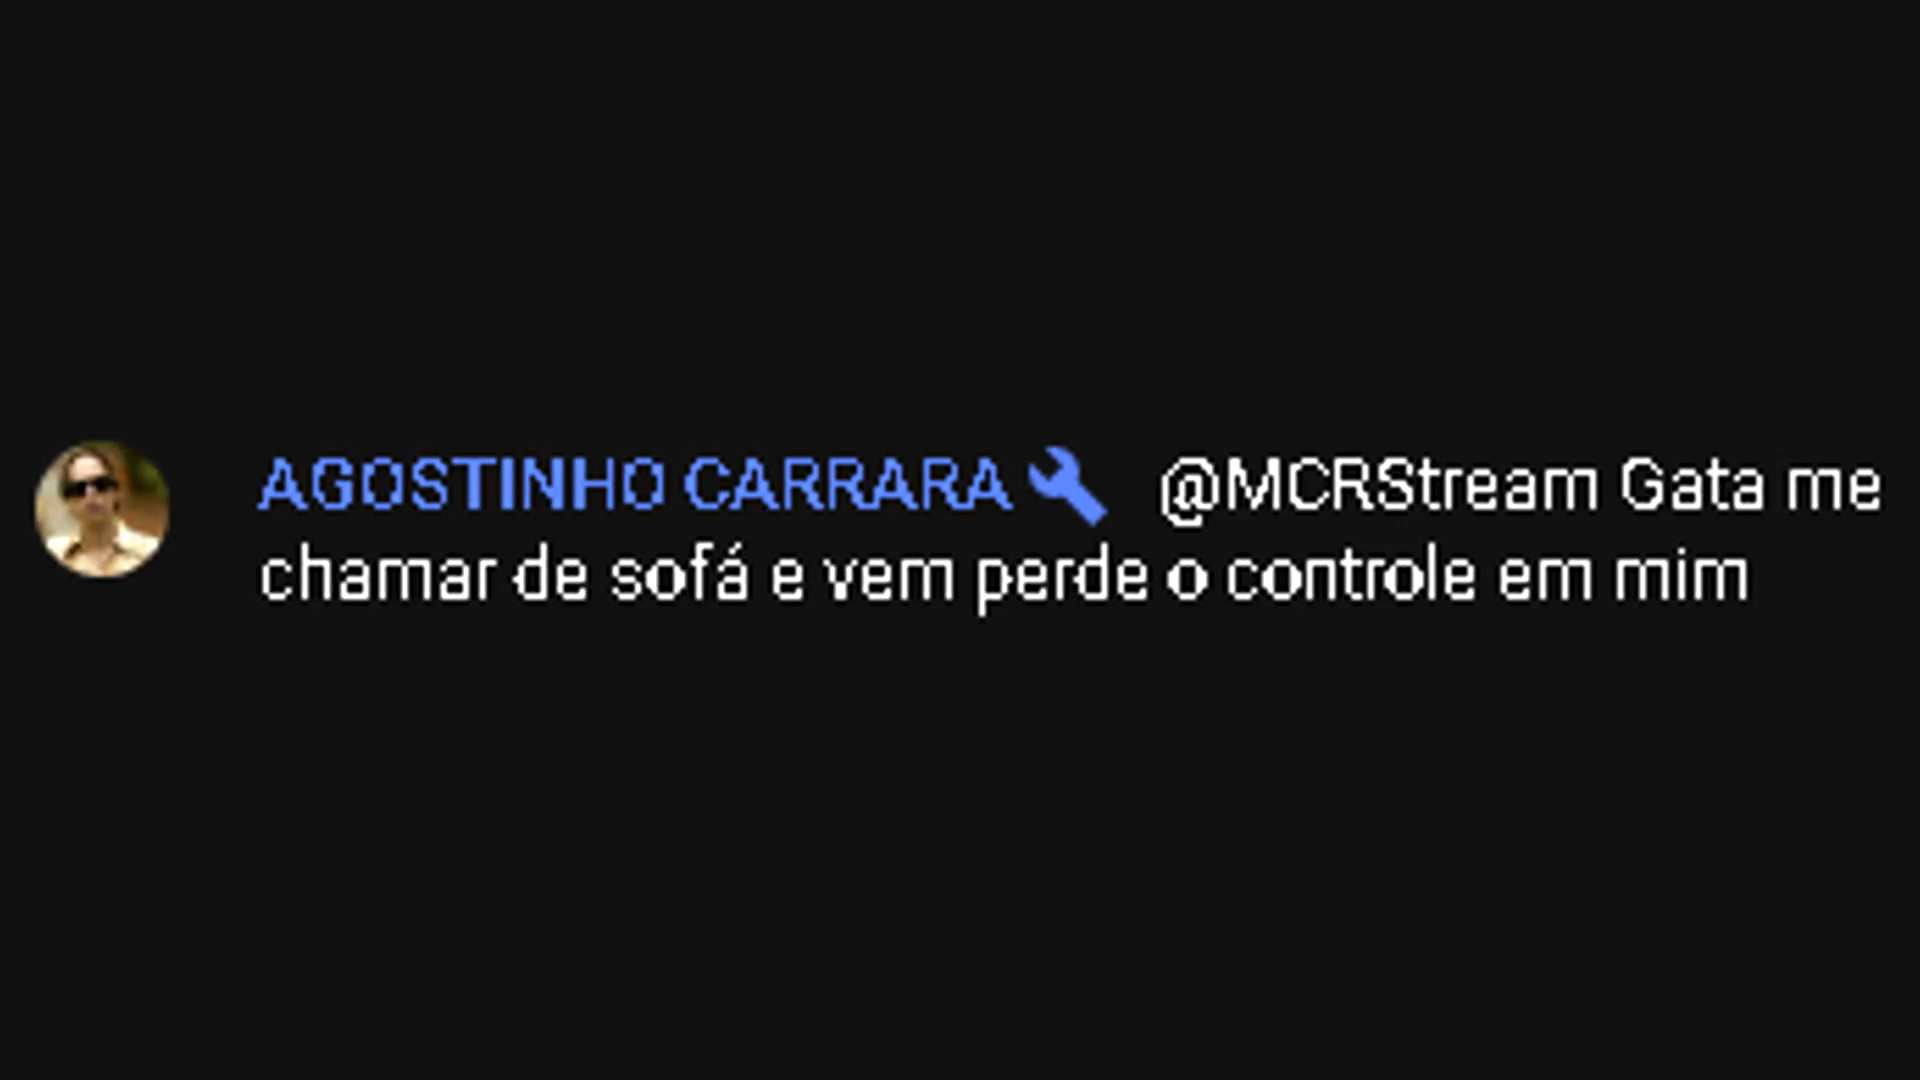 AGOSTINHO CARRARA @MCRStream Gata me
chamar de sofá e vem perde o controle em mim